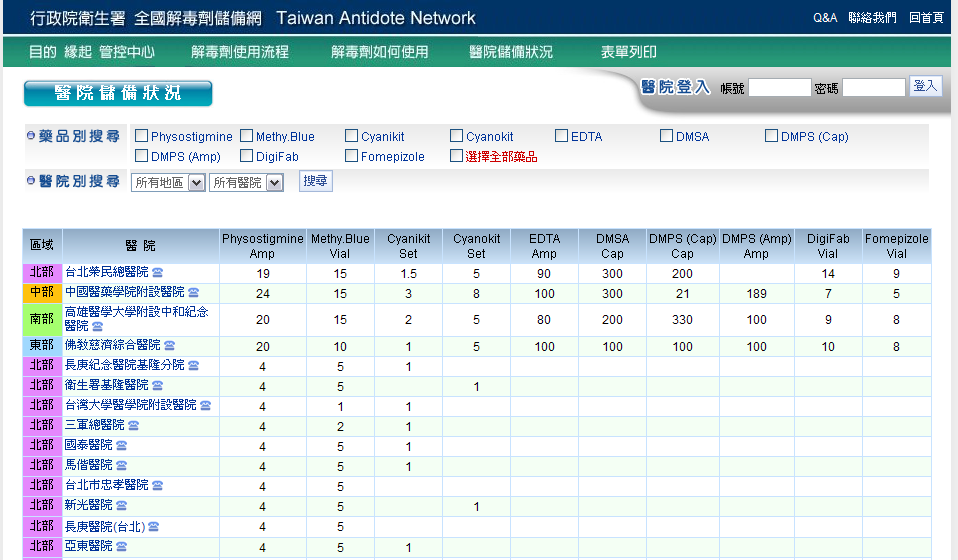 行政院衛生署 全國解毒劑儲備網 Taiwan Antidote Network
Q&A 聯絡我們 回首頁
目的 緣起 管控中心 解毒劑使用流程 解毒劑如何使用 醫院儲備狀況 表單列印
醫院儲備狀況
醫院登入 帳號 密碼 登入
藥品別搜尋 Physostigmine Methy.Blue Cyanikit Cyanokit EDTA DMSA DMPS (Cap)
DMPS (Amp) DigiFab Fomepizole 選擇全部藥品
醫院別搜尋 所有地區 所有醫院 搜尋
區域 醫 院 Physostigmine Amp Methy.Blue Vial Cyanikit Set Cyanokit Set EDTA Amp DMSA Cap DMPS (Cap) Cap DMPS (Amp) Amp DigiFab Vial Fomepizole Vial
北部 台北榮民總醫院 19 15 1.5 5 90 300 200 14 9
中部 中國醫藥學院附設醫院 24 15 3 8 100 300 21 189 7 5
南部 高雄醫學大學附設中和紀念醫院 20 15 2 5 80 200 330 100 9 8
東部 佛教慈濟綜合醫院 20 10 1 5 100 100 100 100 10 8
北部 長庚紀念醫院基隆分院 4 5 1
北部 衛生署基隆醫院 4 5 1
北部 台灣大學醫學院附設醫院 4 1 1
北部 三軍總醫院 4 2 1
北部 國泰醫院 4 5 1
北部 馬偕醫院 4 5 1
北部 台北市忠孝醫院 4 5
北部 新光醫院 4 5 1
北部 長庚醫院(台北) 4 5
北部 亞東醫院 4 5 1